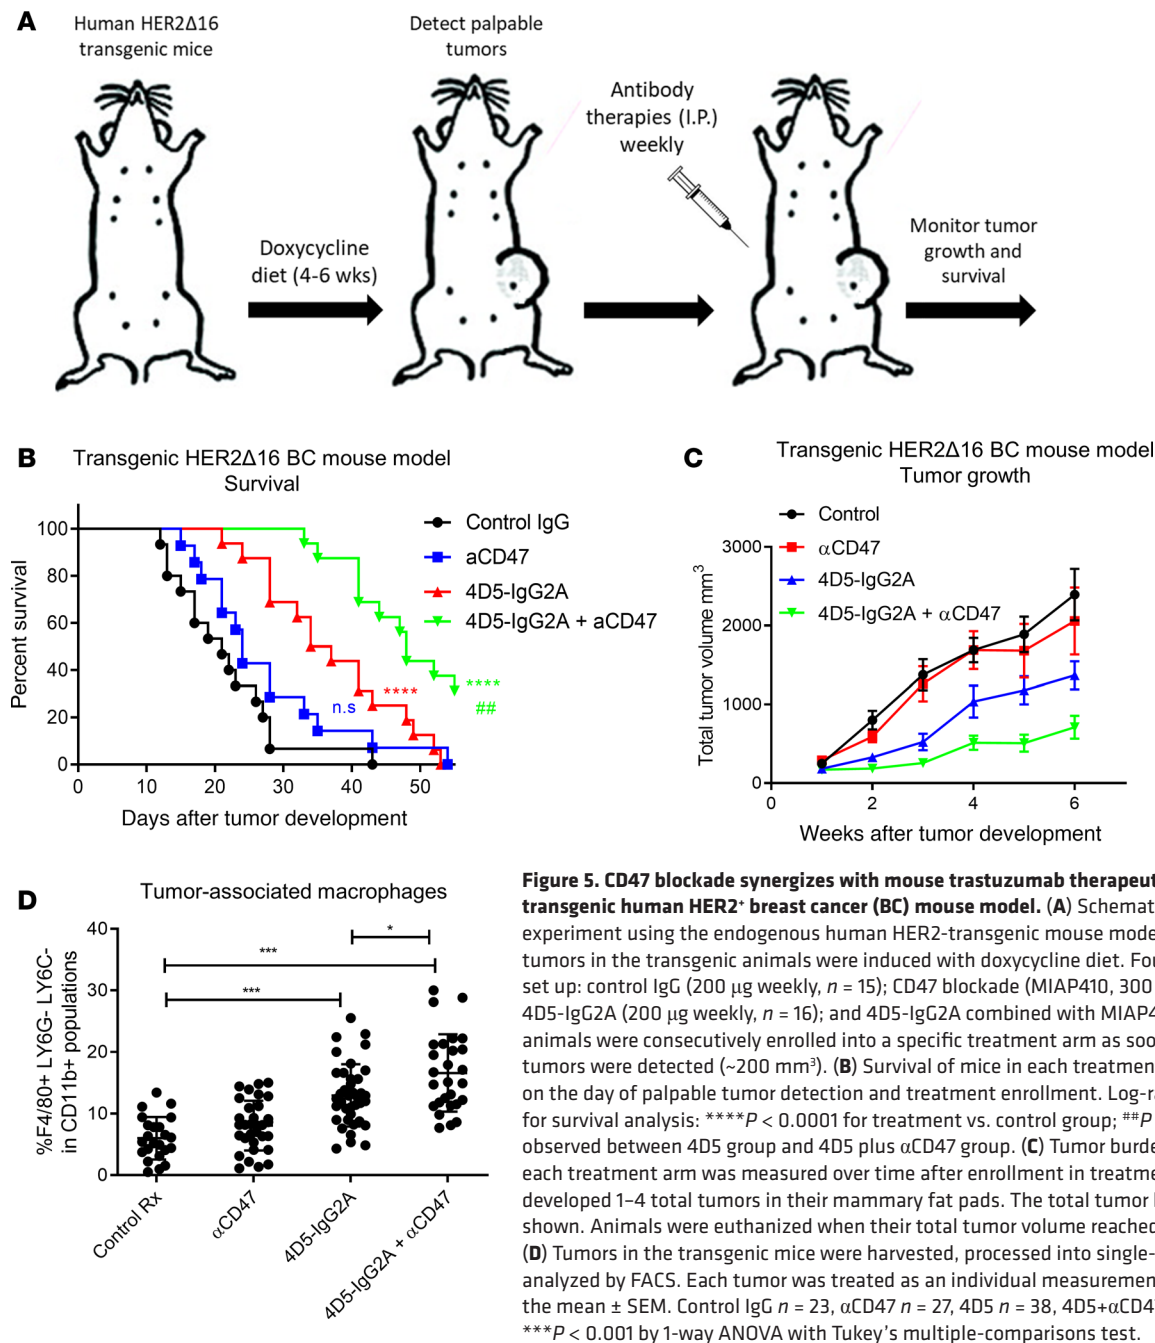 A
Human HER2Δ16
transgenic mice
Detect palpable
tumors
Antibody
therapies (I.P.)
weekly
Doxycycline
diet (4-6 wks)
Monitor tumor
growth and
survival
B
Transgenic HER2Δ16 BC mouse model
Survival
Percent survival
100
80
60
40
20
0
0 10 20 30 40 50
Days after tumor development
Control IgG
aCD47
4D5-IgG2A
4D5-IgG2A + aCD47
n.s
****
****
##
C
Transgenic HER2Δ16 BC mouse model
Tumor growth
Control
αCD47
4D5-IgG2A
4D5-IgG2A + αCD47
Total tumor volume mm³
3000
2000
1000
0
0 2 4 6
Weeks after tumor development
D
Tumor-associated macrophages
%F4/80+ LY6G- LY6C-
in CD11b+ populations
40
30
20
10
0
*
***
***
Control Rx
αCD47
4D5-IgG2A
4D5-IgG2A + αCD47
Figure 5. CD47 blockade synergizes with mouse trastuzumab therapeut
transgenic human HER2⁺ breast cancer (BC) mouse model. (A) Schemat
experiment using the endogenous human HER2-transgenic mouse mode
tumors in the transgenic animals were induced with doxycycline diet. Fo
set up: control IgG (200 μg weekly, n = 15); CD47 blockade (MIAP410, 300
4D5-IgG2A (200 μg weekly, n = 16); and 4D5-IgG2A combined with MIAP4
animals were consecutively enrolled into a specific treatment arm as soo
tumors were detected (~200 mm³). (B) Survival of mice in each treatment
on the day of palpable tumor detection and treatment enrollment. Log-ra
for survival analysis: ****P < 0.0001 for treatment vs. control group; ##P
observed between 4D5 group and 4D5 plus αCD47 group. (C) Tumor burde
each treatment arm was measured over time after enrollment in treatme
developed 1–4 total tumors in their mammary fat pads. The total tumor
shown. Animals were euthanized when their total tumor volume reached
(D) Tumors in the transgenic mice were harvested, processed into single-
analyzed by FACS. Each tumor was treated as an individual measuremen
the mean ± SEM. Control IgG n = 23, αCD47 n = 27, 4D5 n = 38, 4D5+αCD47
***P < 0.001 by 1-way ANOVA with Tukey's multiple-comparisons test.